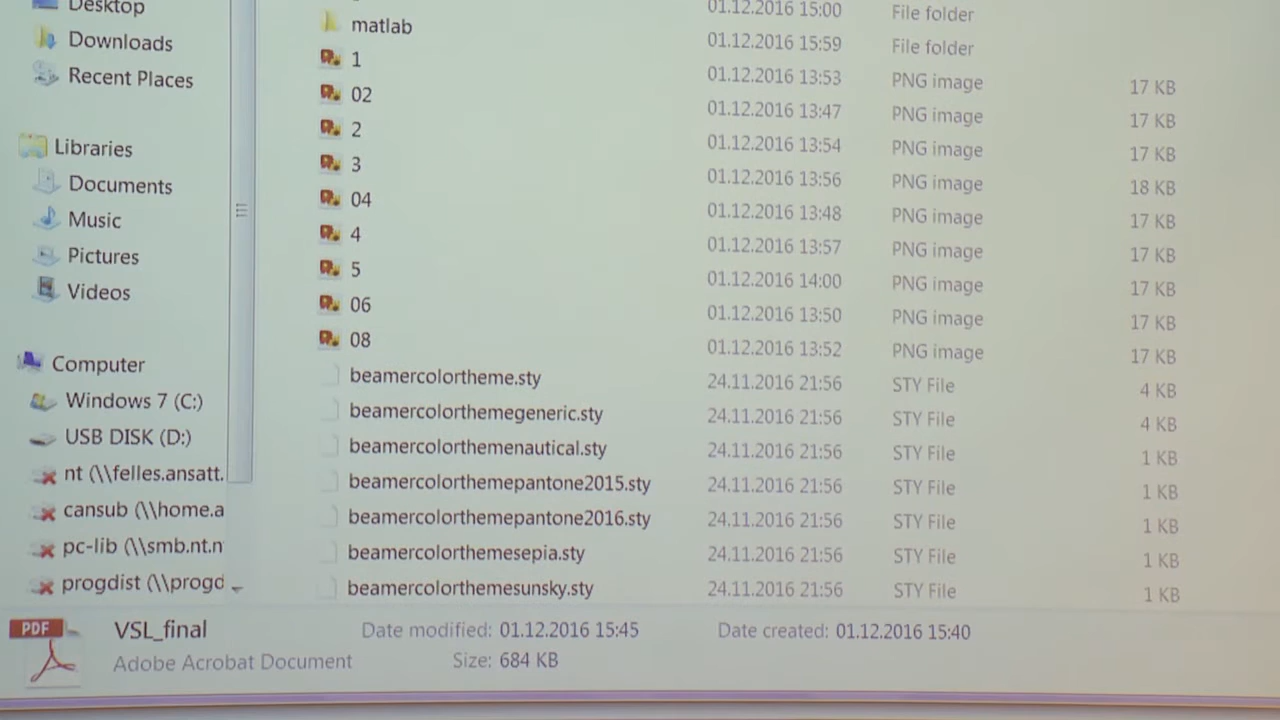 Desktop
Downloads
Recent Places
Libraries
Documents
Music
Pictures
Videos
Computer
Windows 7 (C:)
USB DISK (D:)
nt (\\felles.ansatt.
cansub (\\home.a
pc-lib (\\smb.nt.n
progdist (\\progd
01.12.2016 15:00 File folder
matlab 01.12.2016 15:59 File folder
1 01.12.2016 13:53 PNG image 17 KB
02 01.12.2016 13:47 PNG image 17 KB
2 01.12.2016 13:54 PNG image 17 KB
3 01.12.2016 13:56 PNG image 18 KB
04 01.12.2016 13:48 PNG image 17 KB
4 01.12.2016 13:57 PNG image 17 KB
5 01.12.2016 14:00 PNG image 17 KB
06 01.12.2016 13:50 PNG image 17 KB
08 01.12.2016 13:52 PNG image 17 KB
beamercolortheme.sty 24.11.2016 21:56 STY File 4 KB
beamercolorthemegeneric.sty 24.11.2016 21:56 STY File 4 KB
beamercolorthemenautical.sty 24.11.2016 21:56 STY File 1 KB
beamercolorthemepantone2015.sty 24.11.2016 21:56 STY File 1 KB
beamercolorthemepantone2016.sty 24.11.2016 21:56 STY File 1 KB
beamercolorthemesepia.sty 24.11.2016 21:56 STY File 1 KB
beamercolorthemesunsky.sty 24.11.2016 21:56 STY File 1 KB
PDF
VSL_final Date modified: 01.12.2016 15:45 Date created: 01.12.2016 15:40
Adobe Acrobat Document Size: 684 KB